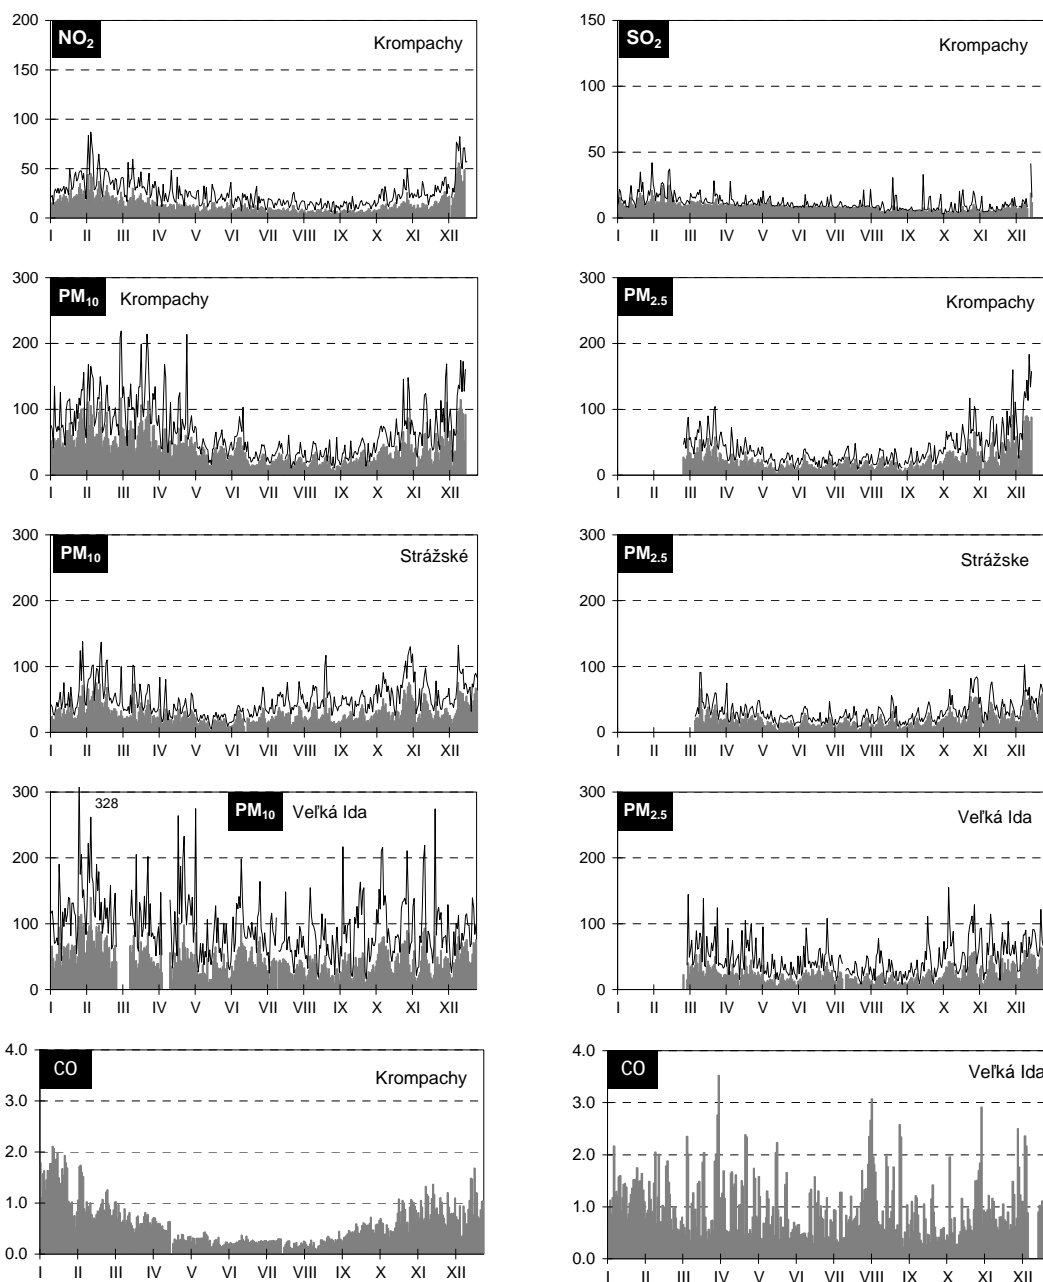 NO2
Krompachy
200
150
100
50
0
I II III IV V VI VII VIII IX X XI XII
SO2
Krompachy
150
100
50
0
I II III IV V VI VII VIII IX X XI XII
PM10
Krompachy
300
200
100
0
I II III IV V VI VII VIII IX X XI XII
PM2.5
Krompachy
300
200
100
0
I II III IV V VI VII VIII IX X XI XII
PM10
Strážské
300
200
100
0
I II III IV V VI VII VIII IX X XI XII
PM2.5
Strážske
300
200
100
0
I II III IV V VI VII VIII IX X XI XII
PM10
Veľká Ida
328
300
200
100
0
I II III IV V VI VII VIII IX X XI XII
PM2.5
Veľká Ida
300
200
100
0
I II III IV V VI VII VIII IX X XI XII
CO
Krompachy
4.0
3.0
2.0
1.0
0.0
I II III IV V VI VII VIII IX X XI XII
CO
Veľká Ida
4.0
3.0
2.0
1.0
0.0
I II III IV V VI VII VIII IX X XI XII